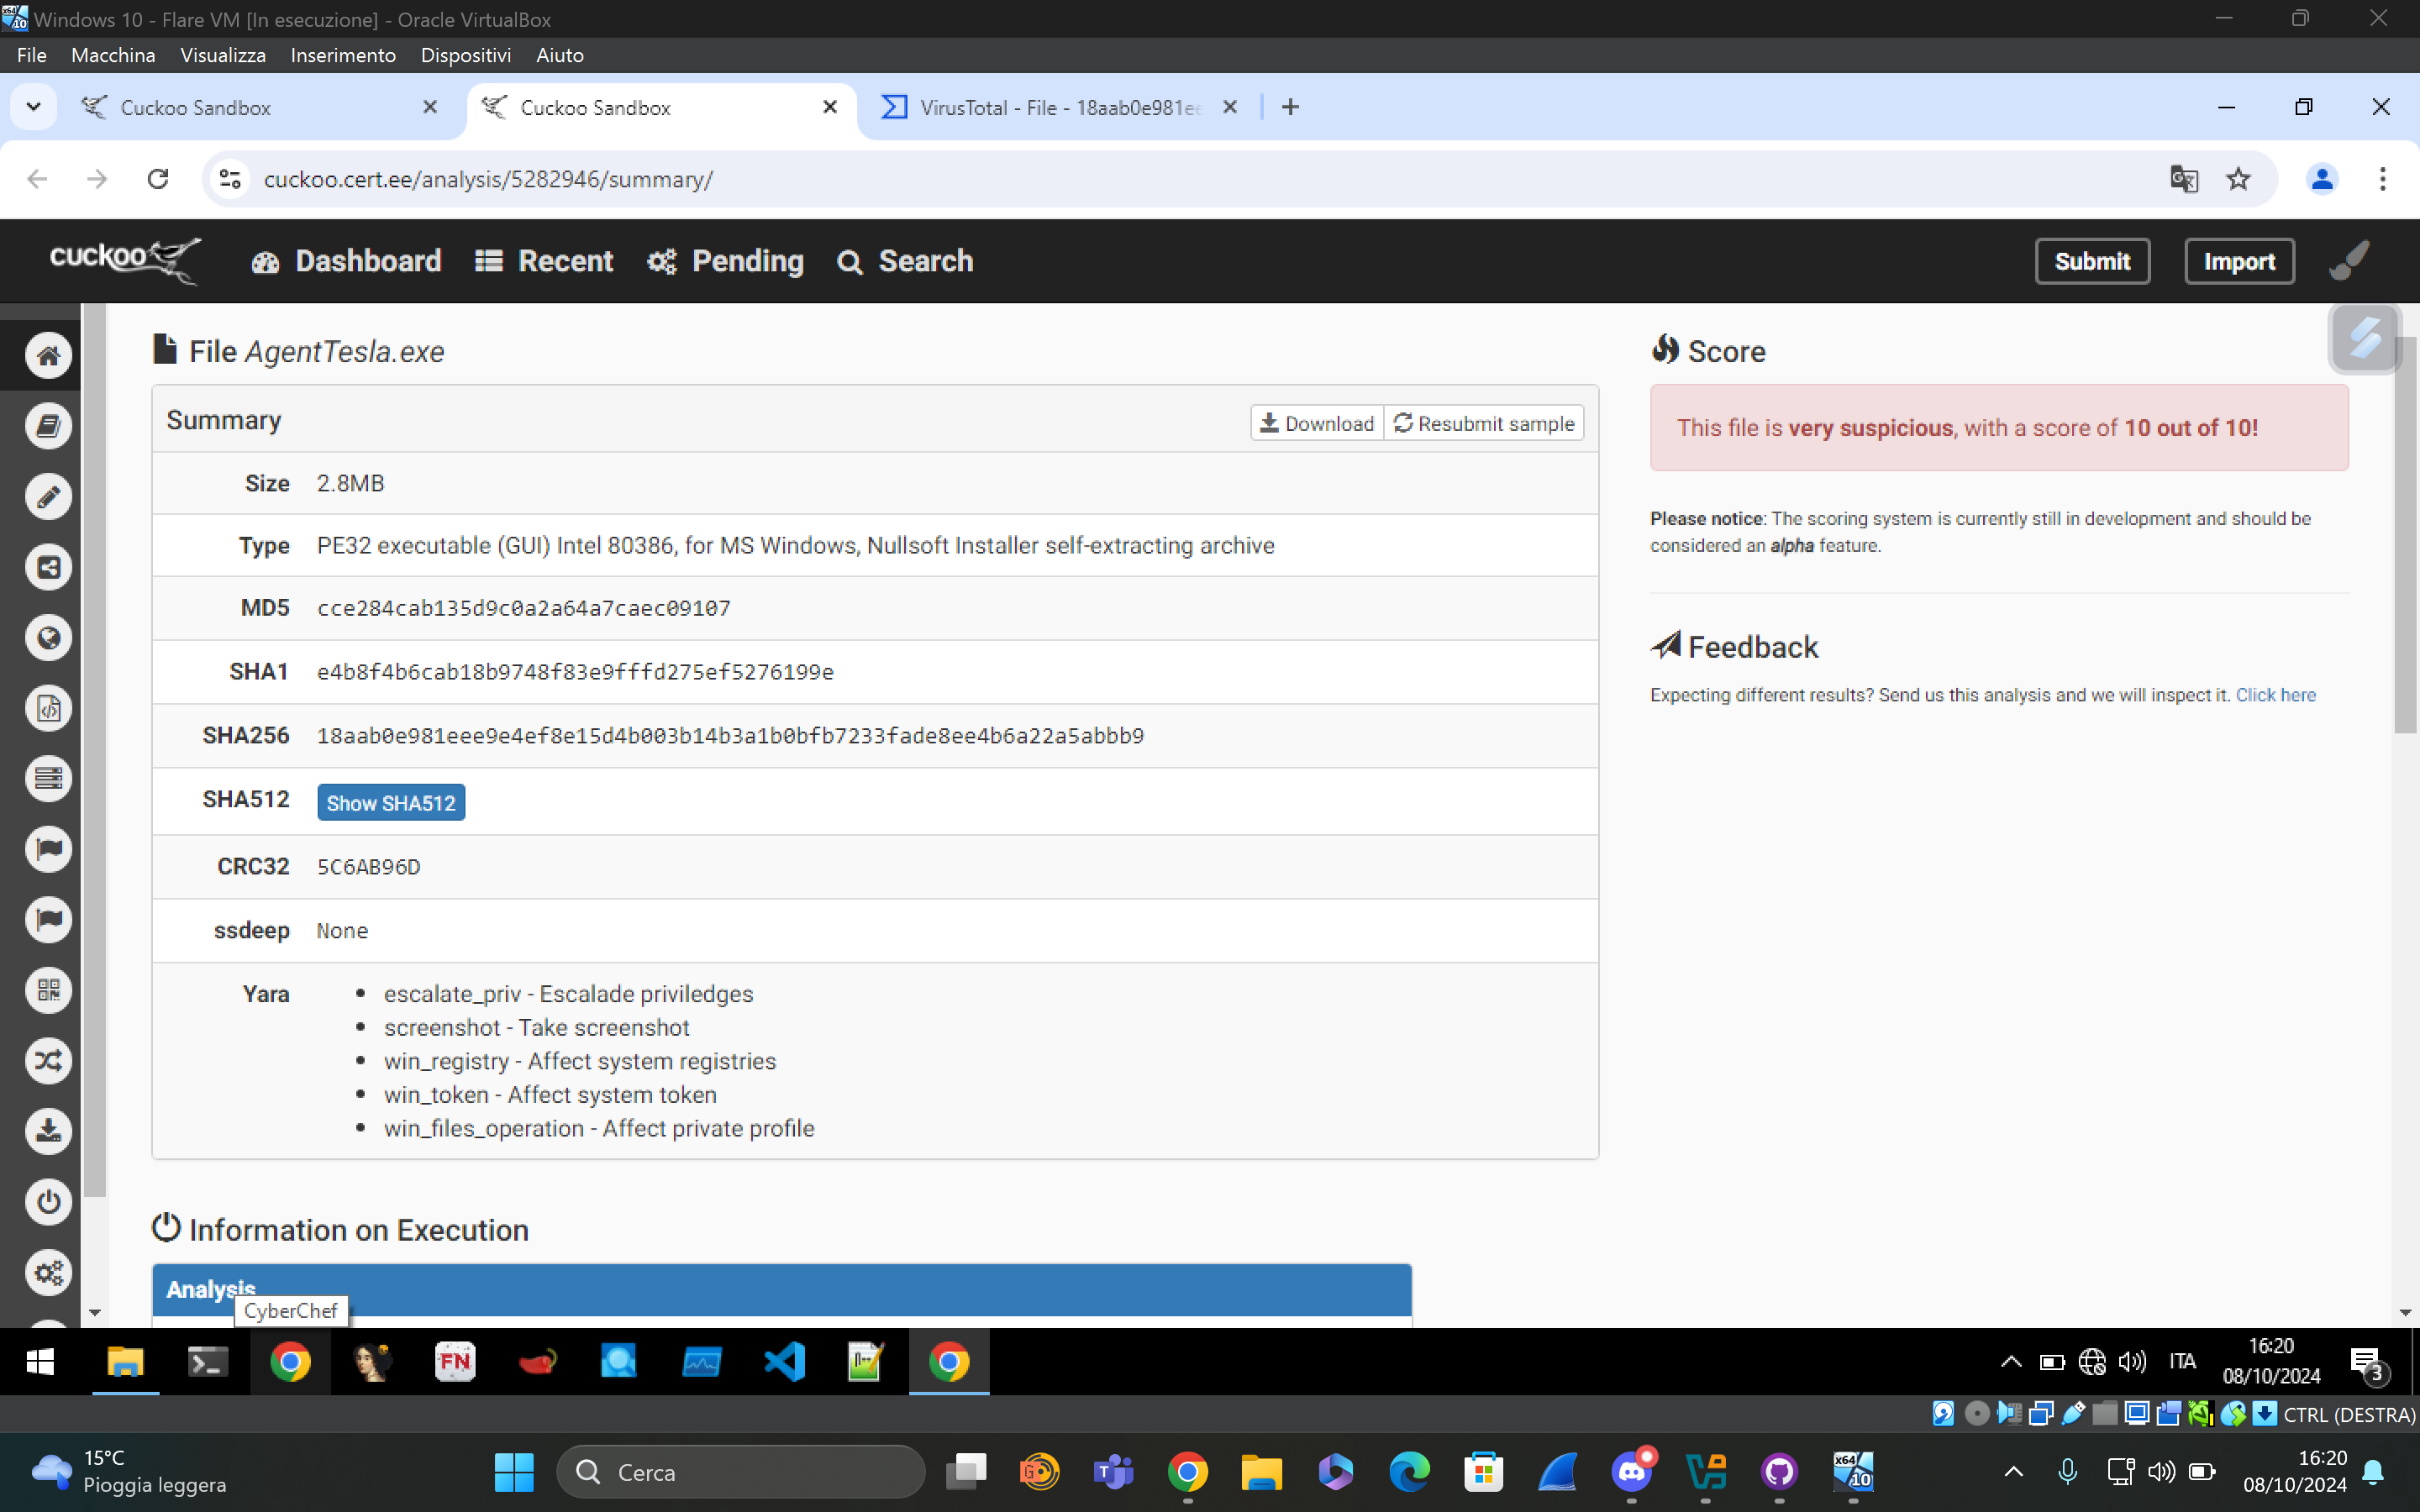 Windows 10 - Flare VM [In esecuzione] - Oracle VirtualBox
File Macchina Visualizza Inserimento Dispositivi Aiuto
Cuckoo Sandbox
Cuckoo Sandbox
VirusTotal - File - 18aab0e981ee
cuckoo.cert.ee/analysis/5282946/summary/
cuckoo Dashboard Recent Pending Search Submit Import
File AgentTesla.exe
Summary
Download Resubmit sample
Size 2.8MB
Type PE32 executable (GUI) Intel 80386, for MS Windows, Nullsoft Installer self-extracting archive
MD5 cce284cab135d9c0a2a64a7caec09107
SHA1 e4b8f4b6cab18b9748f83e9fffd275ef5276199e
SHA256 18aab0e981eee9e4ef8e15d4b003b14b3a1b0bfb7233fade8ee4b6a22a5abbb9
SHA512 Show SHA512
CRC32 5C6AB96D
ssdeep None
Yara
escalate_priv - Escalade priviledges
screenshot - Take screenshot
win_registry - Affect system registries
win_token - Affect system token
win_files_operation - Affect private profile
Score
This file is very suspicious, with a score of 10 out of 10!
Please notice: The scoring system is currently still in development and should be
considered an alpha feature.
Feedback
Expecting different results? Send us this analysis and we will inspect it. Click here
Information on Execution
Analysis
CyberChef
FN
ITA
16:20
08/10/2024
3
CTRL (DESTRA)
15°C
Pioggia leggera
Cerca
x64
10
16:20
08/10/2024